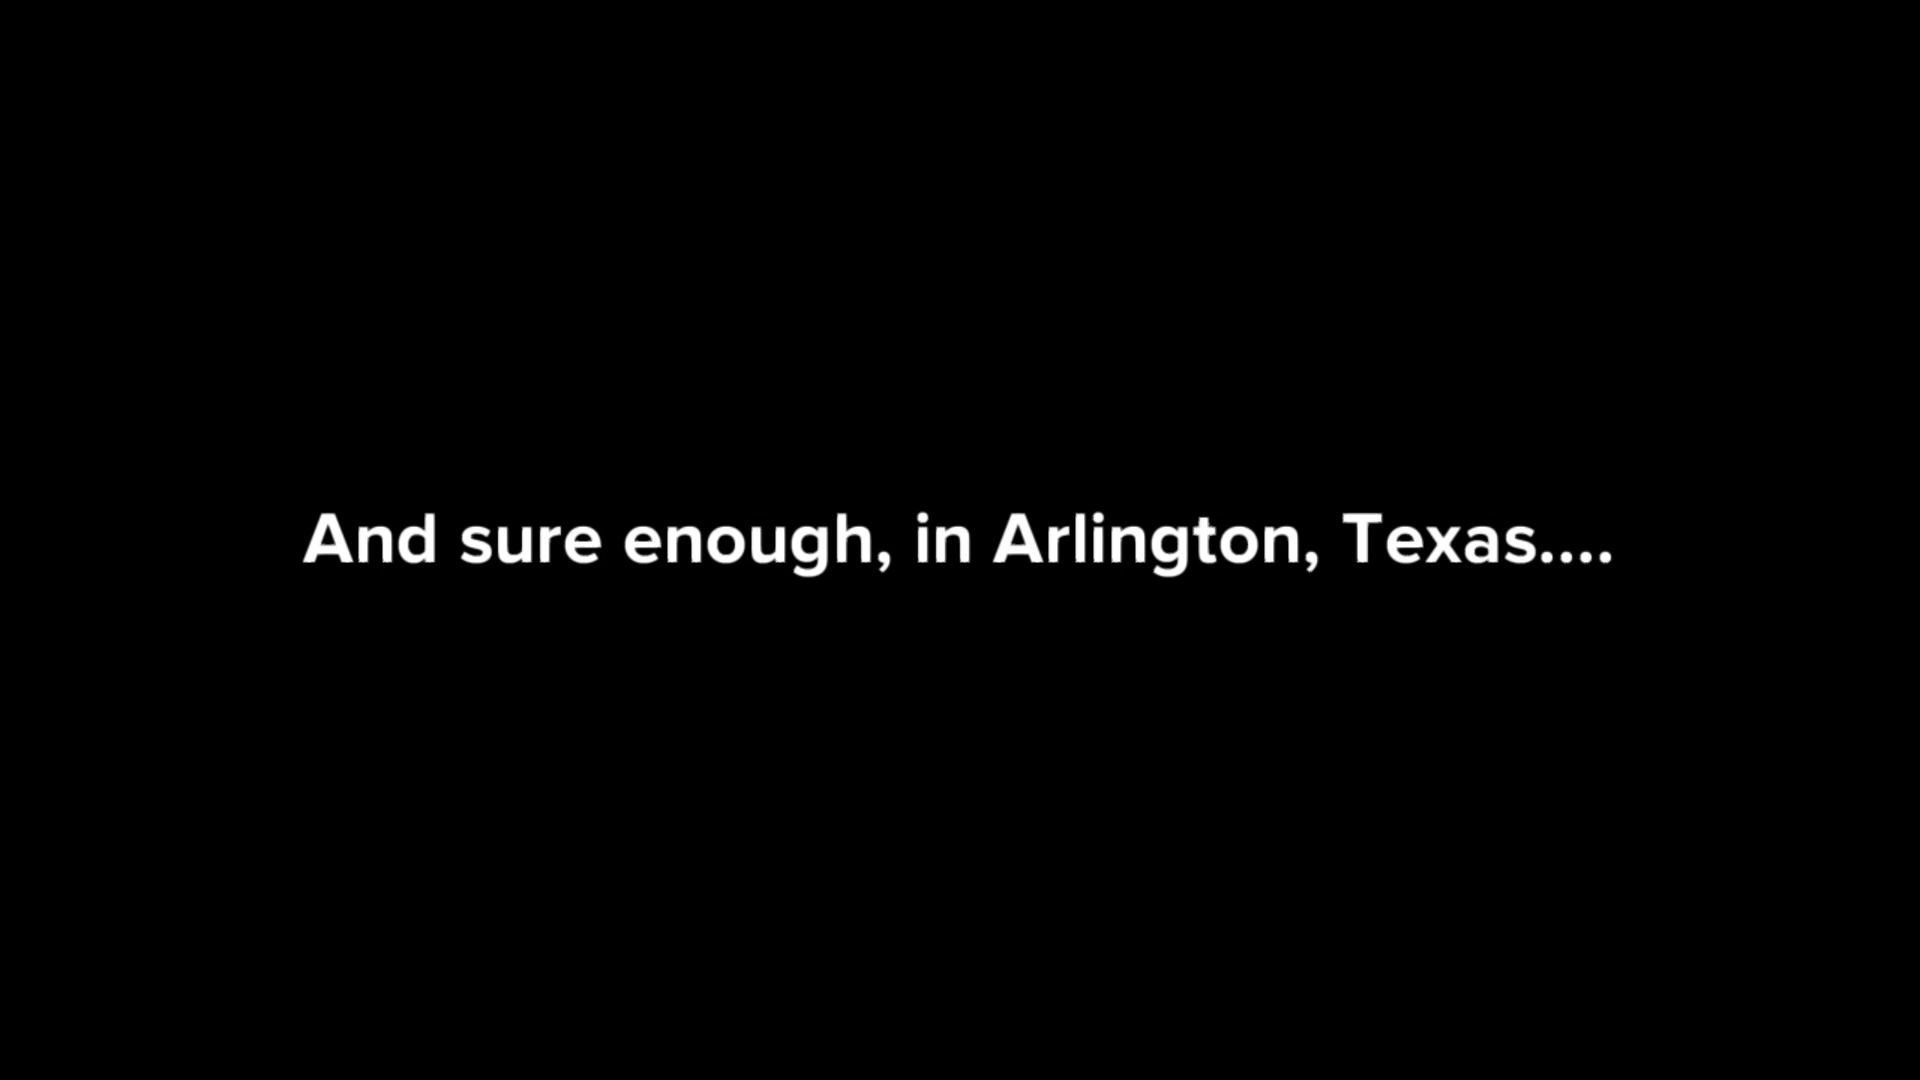 And sure enough, in Arlington, Texas....